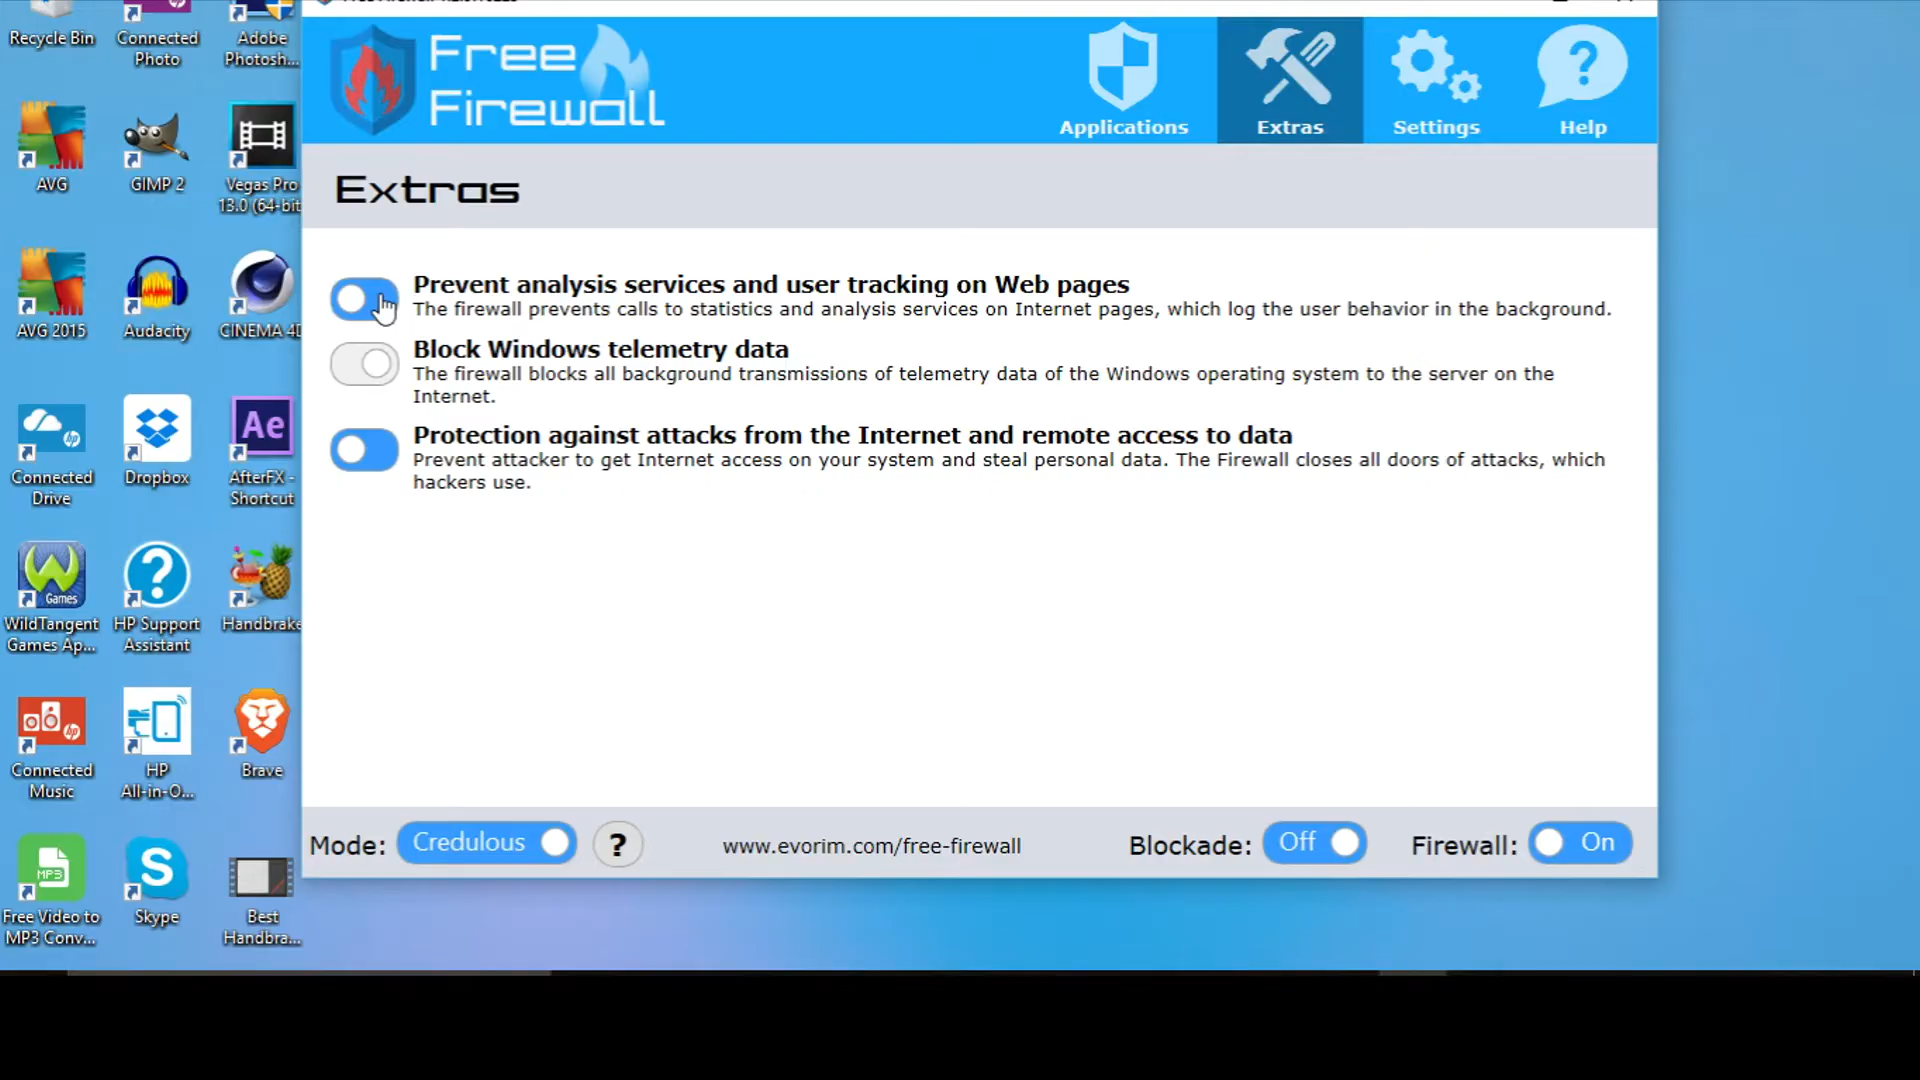 Recycle Bin
Connected
Photo
Adobe
Photosh...
AVG
GIMP 2
Vegas Pro
13.0 (64-bit
AVG 2015
Audacity
CINEMA 4D
Connected
Drive
Dropbox
Ae
AfterFX -
Shortcut
Games
WildTangent
Games Ap...
HP Support
Assistant
Handbrake
Connected
Music
HP
All-in-O...
Brave
MP3
Free Video to
MP3 Conv...
Skype
Best
Handbra...
Free
Firewall
Applications
Extras
Settings
Help
Extras
Prevent analysis services and user tracking on Web pages
The firewall prevents calls to statistics and analysis services on Internet pages, which log the user behavior in the background.
Block Windows telemetry data
The firewall blocks all background transmissions of telemetry data of the Windows operating system to the server on the
Internet.
Protection against attacks from the Internet and remote access to data
Prevent attacker to get Internet access on your system and steal personal data. The Firewall closes all doors of attacks, which
hackers use.
Mode: Credulous ?
www.evorim.com/free-firewall
Blockade: Off
Firewall: On